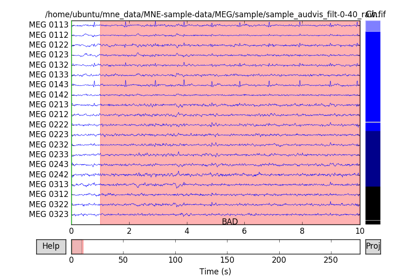 /home/ubuntu/mne_data/MNE-sample-data/MEG/sample/sample_audvis_filt-0-40_raw.fif
MEG 0113
MEG 0112
MEG 0122
MEG 0123
MEG 0132
MEG 0133
MEG 0143
MEG 0142
MEG 0213
MEG 0212
MEG 0222
MEG 0223
MEG 0232
MEG 0233
MEG 0243
MEG 0242
MEG 0313
MEG 0312
MEG 0322
MEG 0323
BAD
0 2 4 6 8 10
Help
Proj
0 50 100 150 200 250
Time (s)